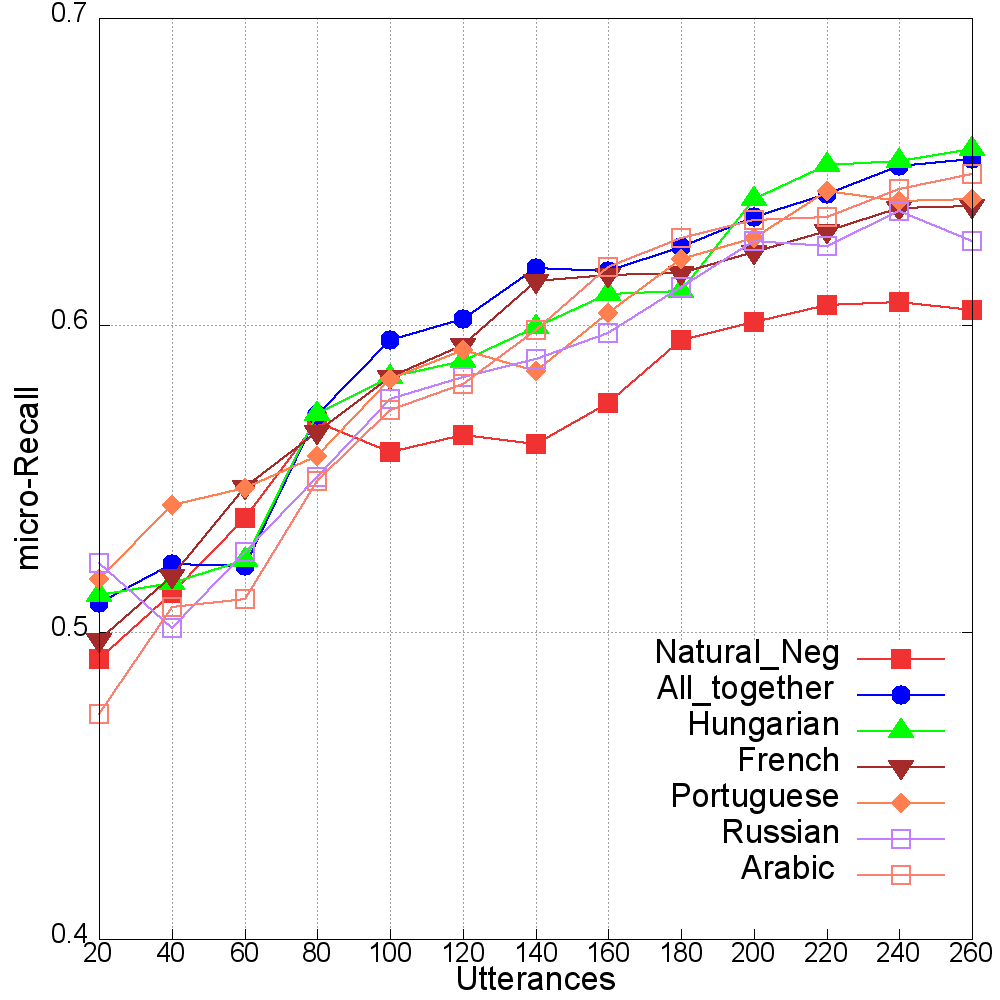 0.7
0.6
0.5
0.4
micro-Recall
Natural_Neg
All_together
Hungarian
French
Portuguese
Russian
Arabic
20 40 60 80 100 120 140 160 180 200 220 240 260
Utterances